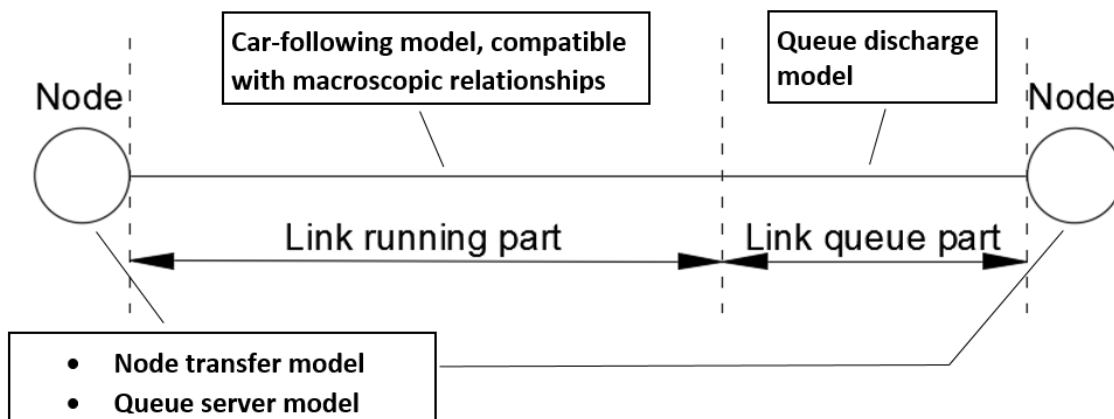 Car-following model, compatible
with macroscopic relationships
Queue discharge
model
Node
Node
Link running part
Link queue part
• Node transfer model
• Queue server model